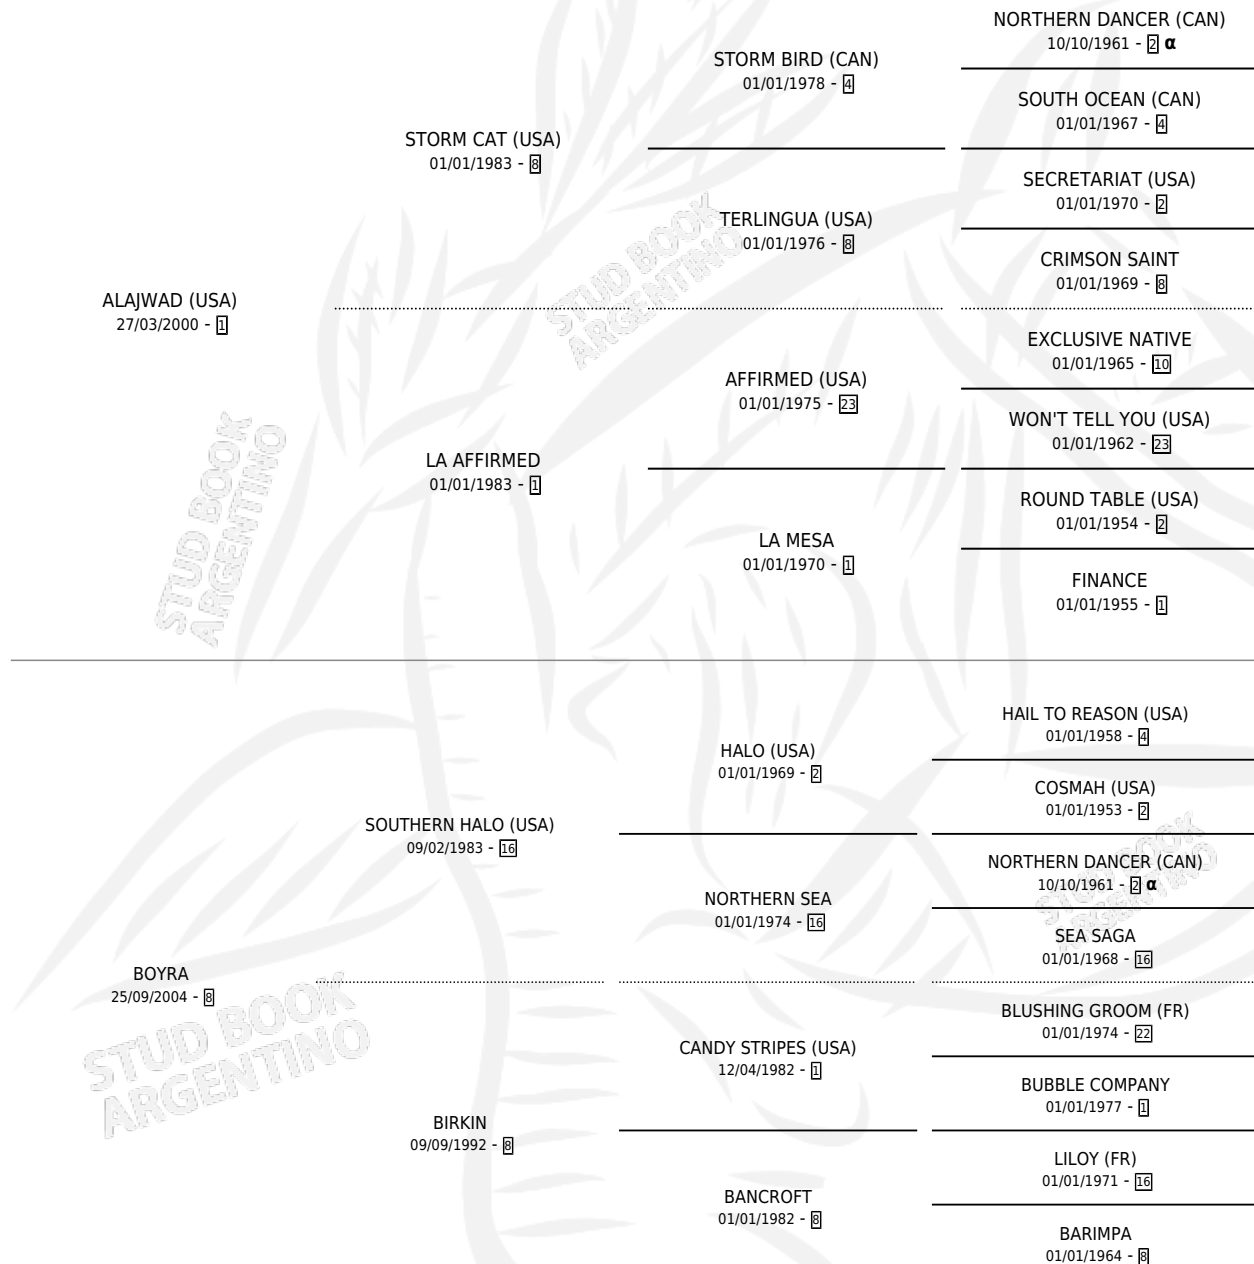 NORTHERN DANCER (CAN)
10/10/1961 - 2 α
STORM BIRD (CAN)
01/01/1978 - 4
SOUTH OCEAN (CAN)
01/01/1967 - 4
STORM CAT (USA)
01/01/1983 - 8
SECRETARIAT (USA)
01/01/1970 - 2
TERLINGUA (USA)
01/01/1976 - 8
CRIMSON SAINT
01/01/1969 - 8
ALAJWAD (USA)
27/03/2000 - 1
EXCLUSIVE NATIVE
01/01/1965 - 10
AFFIRMED (USA)
01/01/1975 - 23
WON'T TELL YOU (USA)
01/01/1962 - 23
LA AFFIRMED
01/01/1983 - 1
ROUND TABLE (USA)
01/01/1954 - 2
LA MESA
01/01/1970 - 1
FINANCE
01/01/1955 - 1
HAIL TO REASON (USA)
01/01/1958 - 4
HALO (USA)
01/01/1969 - 2
COSMAH (USA)
01/01/1953 - 2
SOUTHERN HALO (USA)
09/02/1983 - 16
NORTHERN DANCER (CAN)
10/10/1961 - 2 α
NORTHERN SEA
01/01/1974 - 16
SEA SAGA
01/01/1968 - 16
BOYRA
25/09/2004 - 8
BLUSHING GROOM (FR)
01/01/1974 - 22
CANDY STRIPES (USA)
12/04/1982 - 1
BUBBLE COMPANY
01/01/1977 - 1
BIRKIN
09/09/1992 - 8
LILOY (FR)
01/01/1971 - 16
BANCROFT
01/01/1982 - 8
BARIMPA
01/01/1964 - 8
STUD BOOK
ARGENTINO
STUD BOOK
ARGENTINO
STUD BOOK
ARGENTINO
STUD BOOK
ARGENTINO